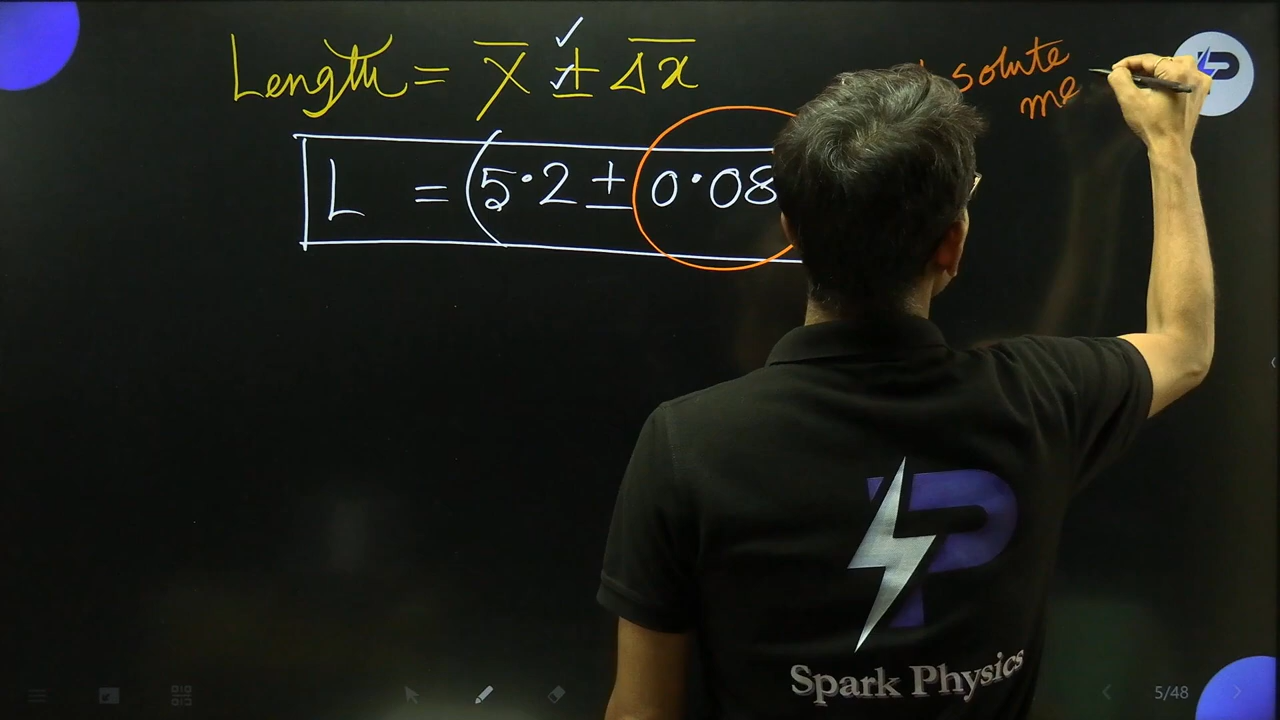 Length = x̄ ± Δx̄
solute
me
L = (5.2 ± 0.08
Spark Physics
5/48